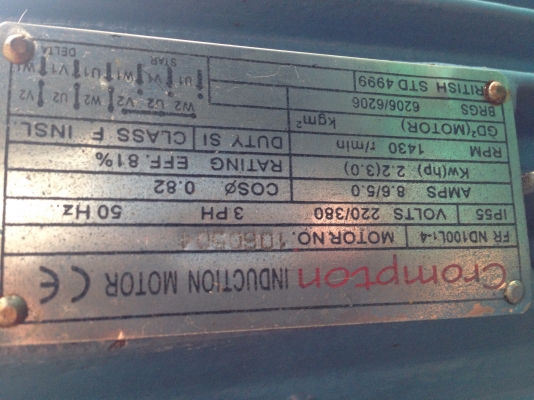 Crompton INDUCTION MOTOR CE
FR ND100L1-4 MOTOR NO. 1060504
IP55 VOLTS 220/380 3 PH 50 Hz
AMPS 8.6/5.0 COSØ 0.82
Kw(hp) 2.2(3.0) RATING EFF. 81%
RPM 1430 r/min DUTY SI CLASS F INSL.
GD²(MOTOR) kgm²
BRGS 6206/6206
BRITISH STD 4999
W2 U2 V2 W2 U2 V2
U1 V1 W1 U1 V1 W1
STAR DELTA